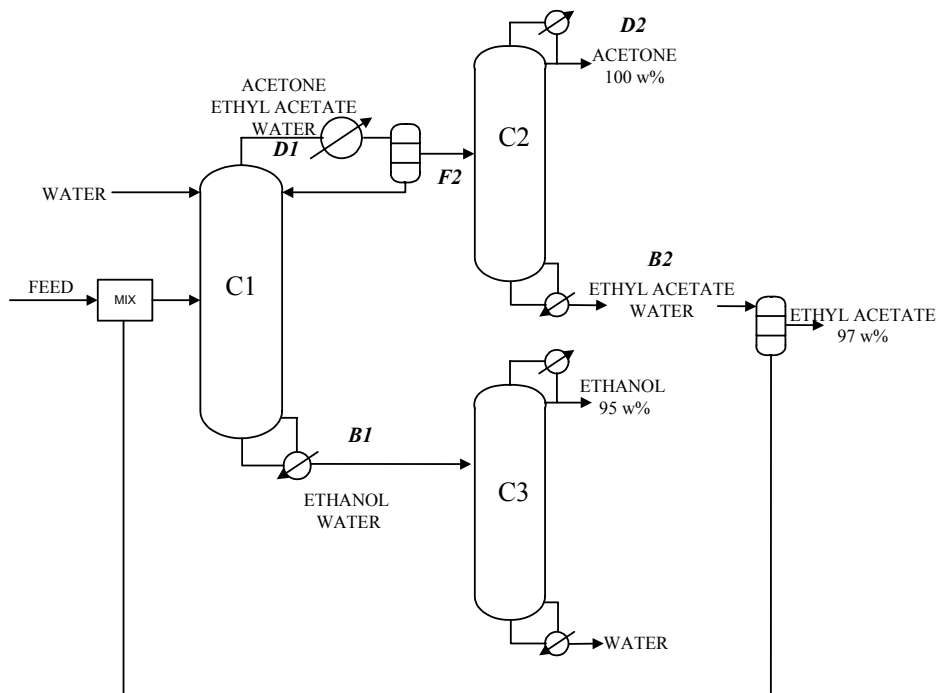 D2
ACETONE
100 w%
ACETONE
ETHYL ACETATE
WATER
D1
C2
F2
WATER
C1
FEED
MIX
B2
ETHYL ACETATE
WATER
ETHYL ACETATE
97 w%
ETHANOL
95 w%
B1
C3
ETHANOL
WATER
WATER